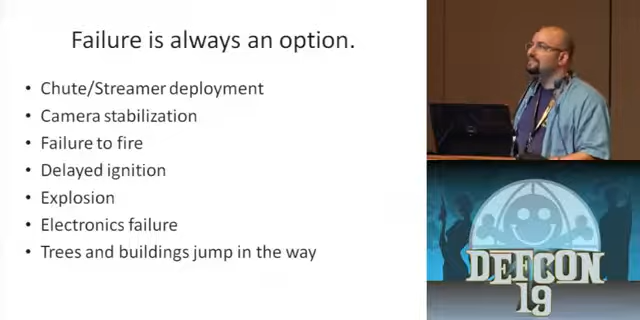 Failure is always an option.
• Chute/Streamer deployment
• Camera stabilization
• Failure to fire
• Delayed ignition
• Explosion
• Electronics failure
• Trees and buildings jump in the way
DEFCON
19